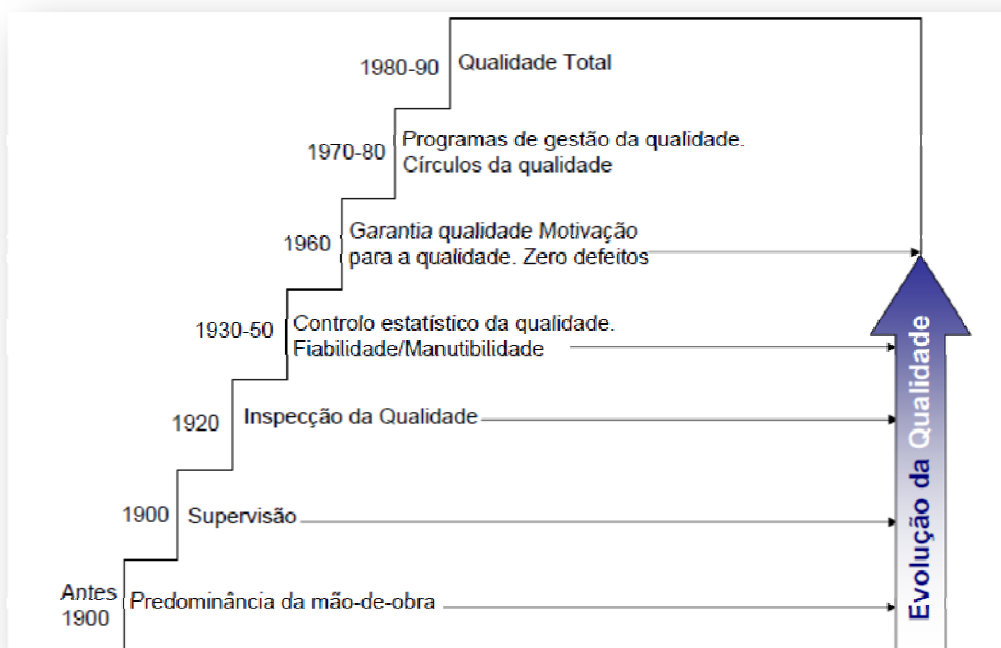 1980-90 Qualidade Total
1970-80 Programas de gestão da qualidade.
Círculos da qualidade
1960 Garantia qualidade Motivação
para a qualidade. Zero defeitos
1930-50 Controlo estatístico da qualidade.
Fiabilidade/Manutibilidade
1920 Inspecção da Qualidade
1900 Supervisão
Antes
1900
Predominância da mão-de-obra
Evolução da Qualidade